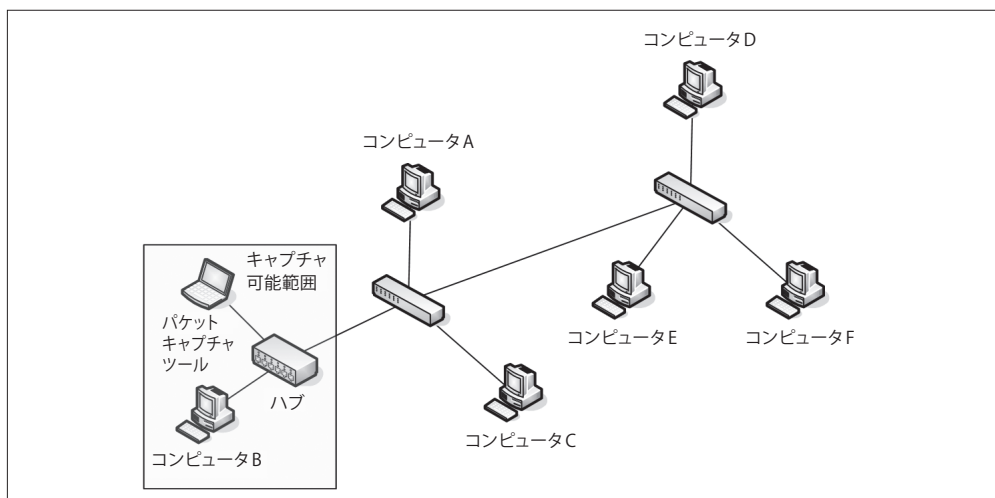 コンピュータD
コンピュータA
キャプチャ
可能範囲
パケット
キャプチャ
ツール
ハブ
コンピュータB
コンピュータC
コンピュータE
コンピュータF